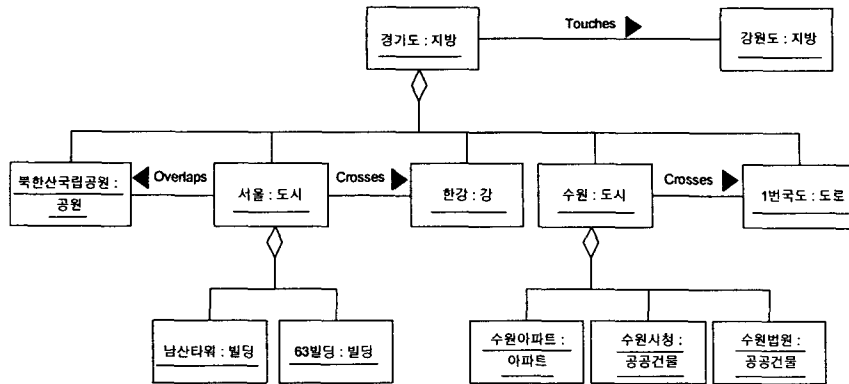 경기도 : 지방
Touches
강원도 : 지방
북한산국립공원 :
공원
Overlaps
서울 : 도시
Crosses
한강 : 강
수원 : 도시
Crosses
1번국도 : 도로
남산타워 : 빌딩
63빌딩 : 빌딩
수원아파트 :
아파트
수원시청 :
공공건물
수원법원 :
공공건물